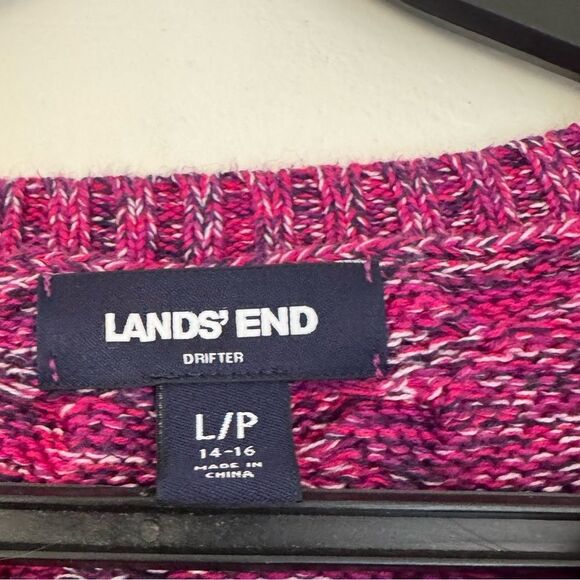 LANDS' END
DRIFTER
L/P
14-16
MADE IN
CHINA